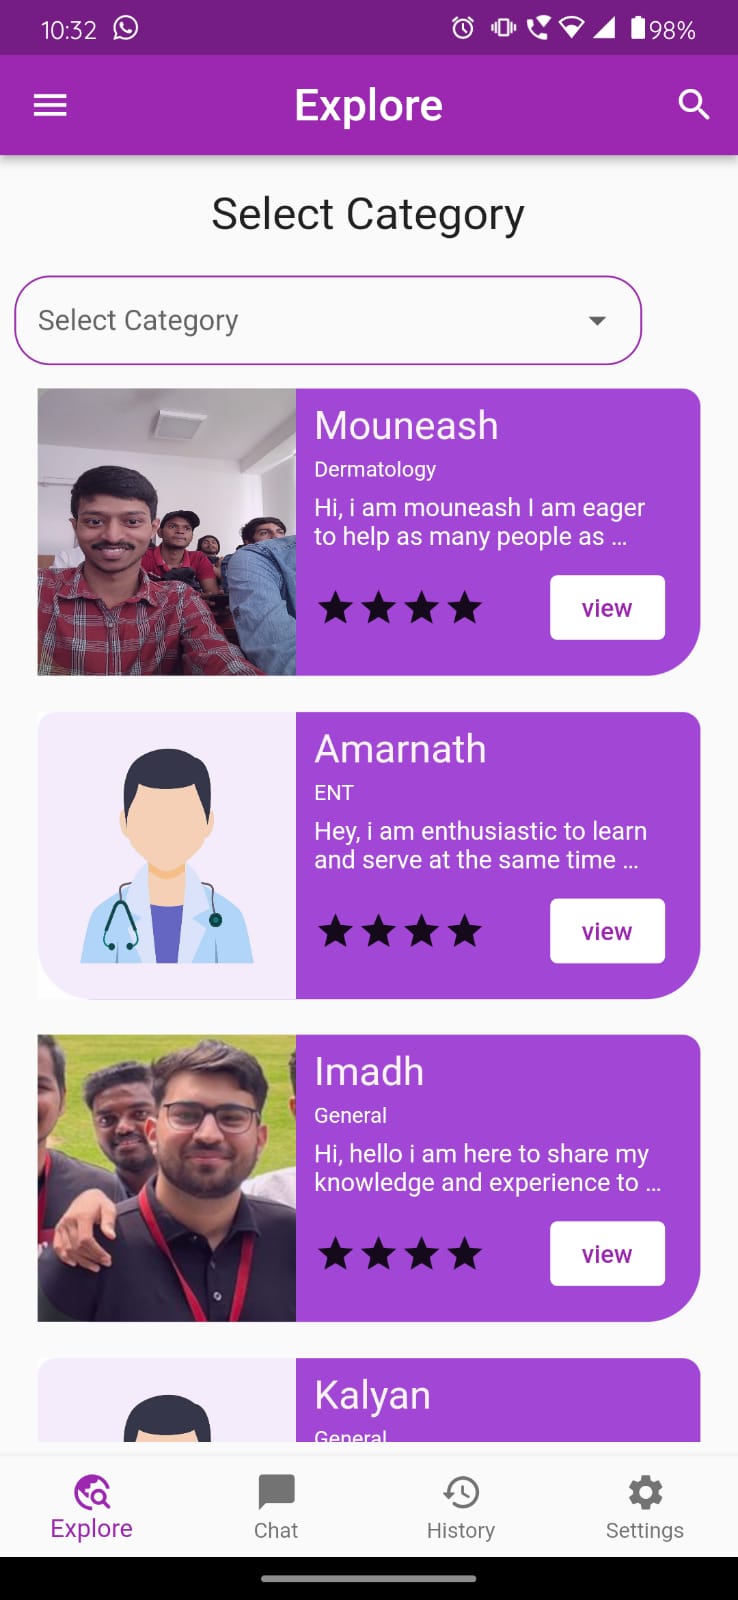 10:32
98%
Explore
Select Category
Select Category
Mouneash
Dermatology
Hi, i am mouneash I am eager
to help as many people as ...
view
Amarnath
ENT
Hey, i am enthusiastic to learn
and serve at the same time ...
view
Imadh
General
Hi, hello i am here to share my
knowledge and experience to ...
view
Kalyan
General
Explore
Chat
History
Settings